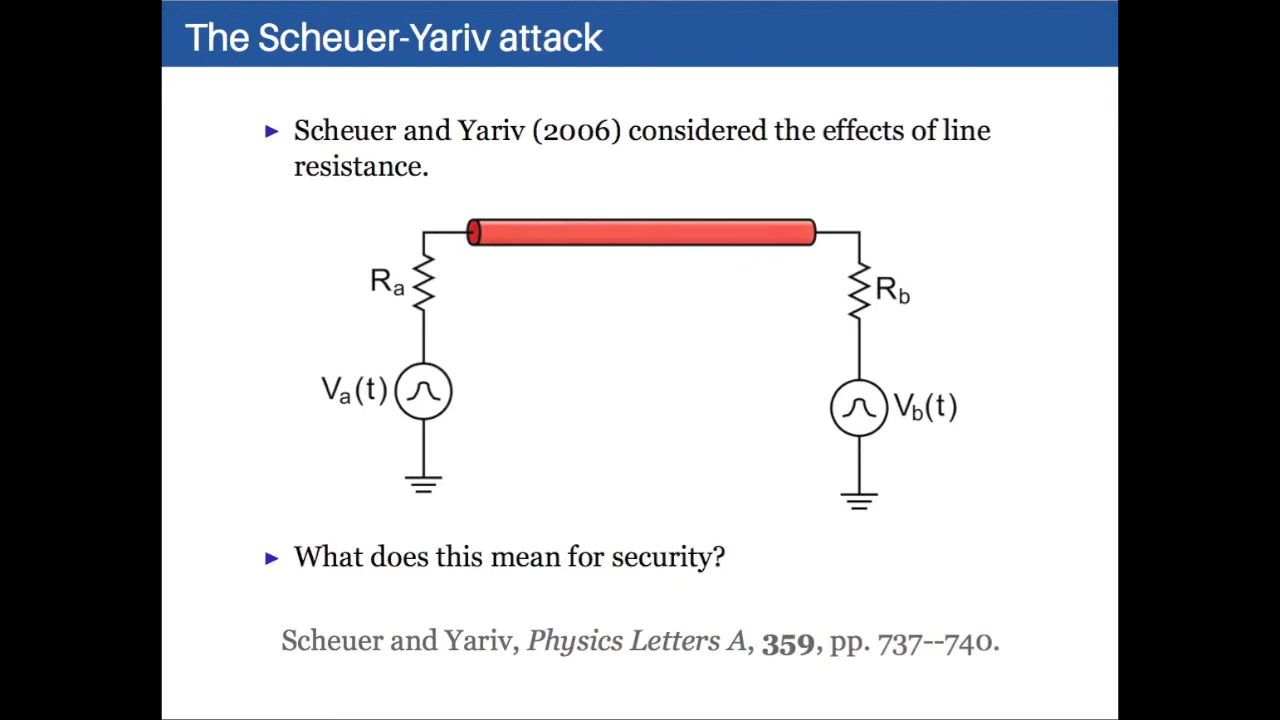 The Scheuer-Yariv attack
► Scheuer and Yariv (2006) considered the effects of line
resistance.
Ra
Rb
Va(t)
Vb(t)
► What does this mean for security?
Scheuer and Yariv, Physics Letters A, 359, pp. 737--740.